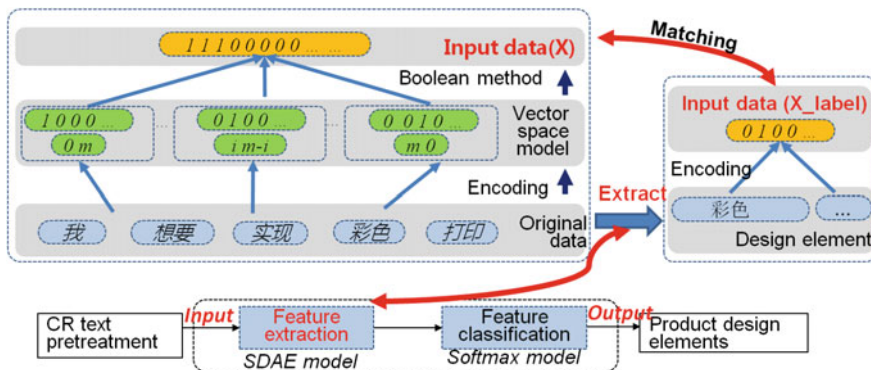 1 1 1 0 0 0 0 0 ... ...
Input data(X)
Boolean method
1 0 0 0 ...
0 m
...
0 1 0 0 ...
i m-i
...
0 0 1 0 ...
m 0
Vector
space
model
Encoding
我 想要 实现 彩色 打印
Original
data
Matching
Input data (X_label)
0 1 0 0 ...
Encoding
Extract
彩色 ...
Design element
CR text
pretreatment
Input
Feature
extraction
SDAE model
Feature
classification
Softmax model
Output
Product design
elements